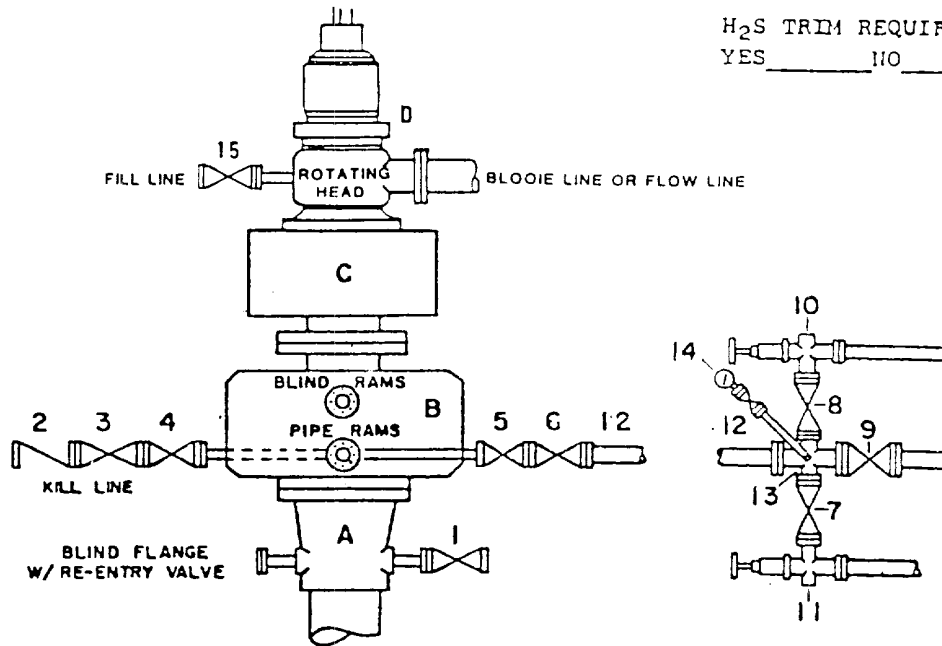 H₂S TRIM REQUIR
YES______ NO___
D
15
FILL LINE
ROTATING
HEAD
BLOOIE LINE OR FLOW LINE
C
10
14
BLIND RAMS
B
8
2 3 4
PIPE RAMS
5 6 12
12
9
KILL LINE
13
7
A
1
BLIND FLANGE
W/ RE-ENTRY VALVE
11